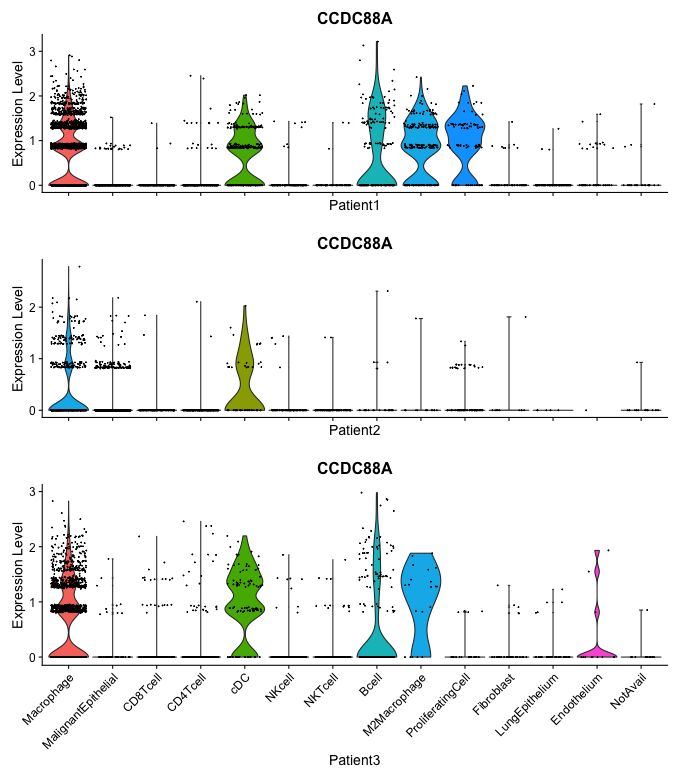 CCDC88A
Expression Level
3
2
1
0
Patient1
CCDC88A
Expression Level
2
1
0
Patient2
CCDC88A
Expression Level
3
2
1
0
Macrophage
MalignantEpithelial
CD8Tcell
CD4Tcell
cDC
NKcell
NKTcell
Bcell
M2Macrophage
ProliferatingCell
Fibroblast
LungEpithelium
Endothelium
NotAvail
Patient3